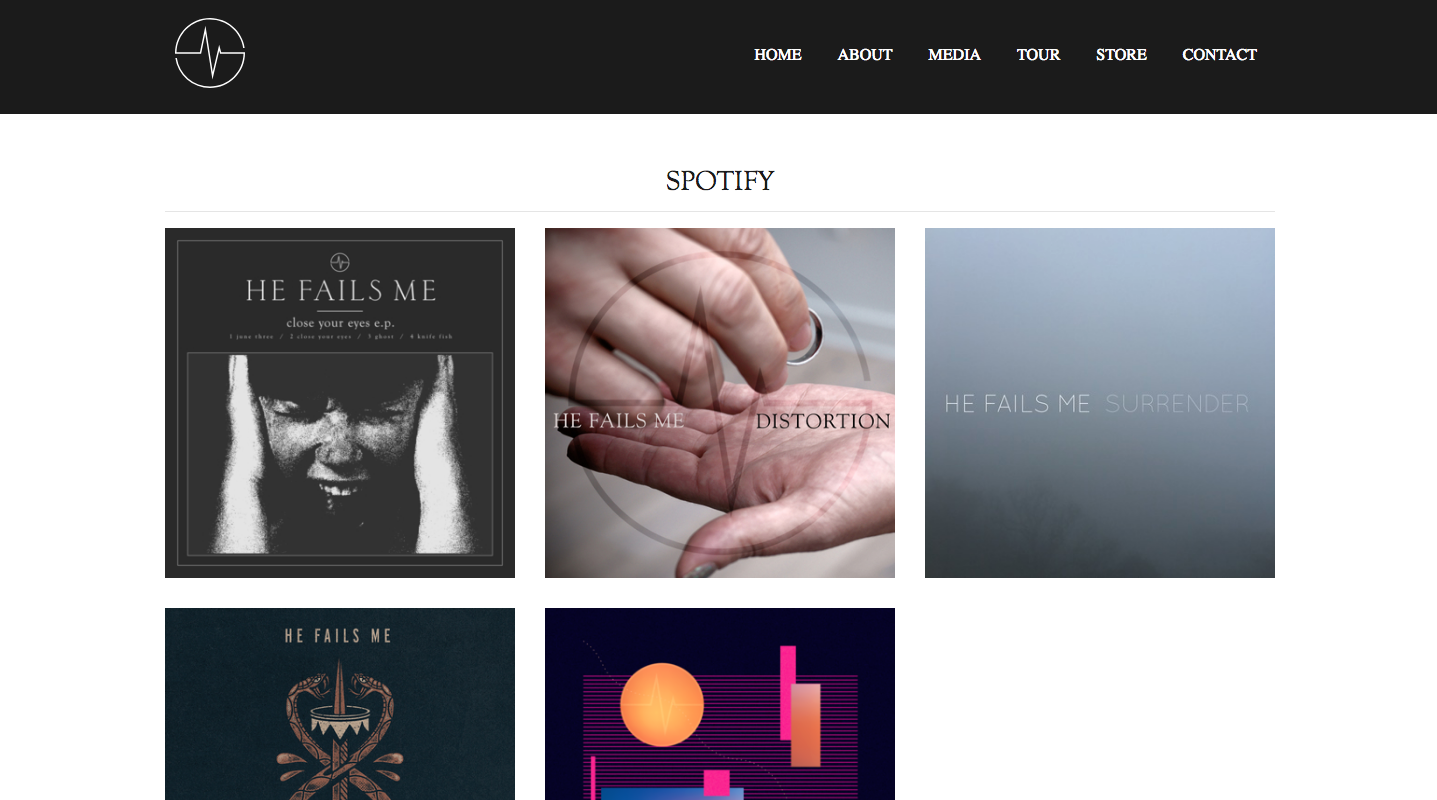 HOME ABOUT MEDIA TOUR STORE CONTACT
SPOTIFY
HE FAILS ME
close your eyes e.p.
1 june three / 2 close your eyes / 3 ghost / 4 knife fish
HE FAILS ME DISTORTION
HE FAILS ME SURRENDER
HE FAILS ME